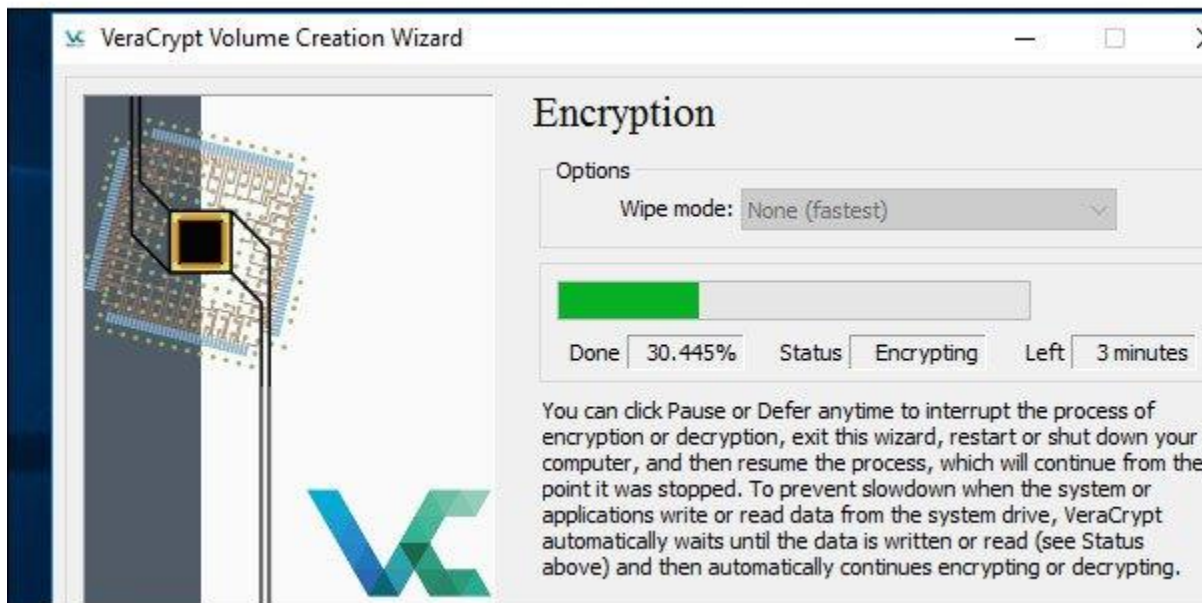 VeraCrypt Volume Creation Wizard
Encryption
Options
Wipe mode: None (fastest)
Done 30.445% Status Encrypting Left 3 minutes
You can click Pause or Defer anytime to interrupt the process of
encryption or decryption, exit this wizard, restart or shut down your
computer, and then resume the process, which will continue from the
point it was stopped. To prevent slowdown when the system or
applications write or read data from the system drive, VeraCrypt
automatically waits until the data is written or read (see Status
above) and then automatically continues encrypting or decrypting.